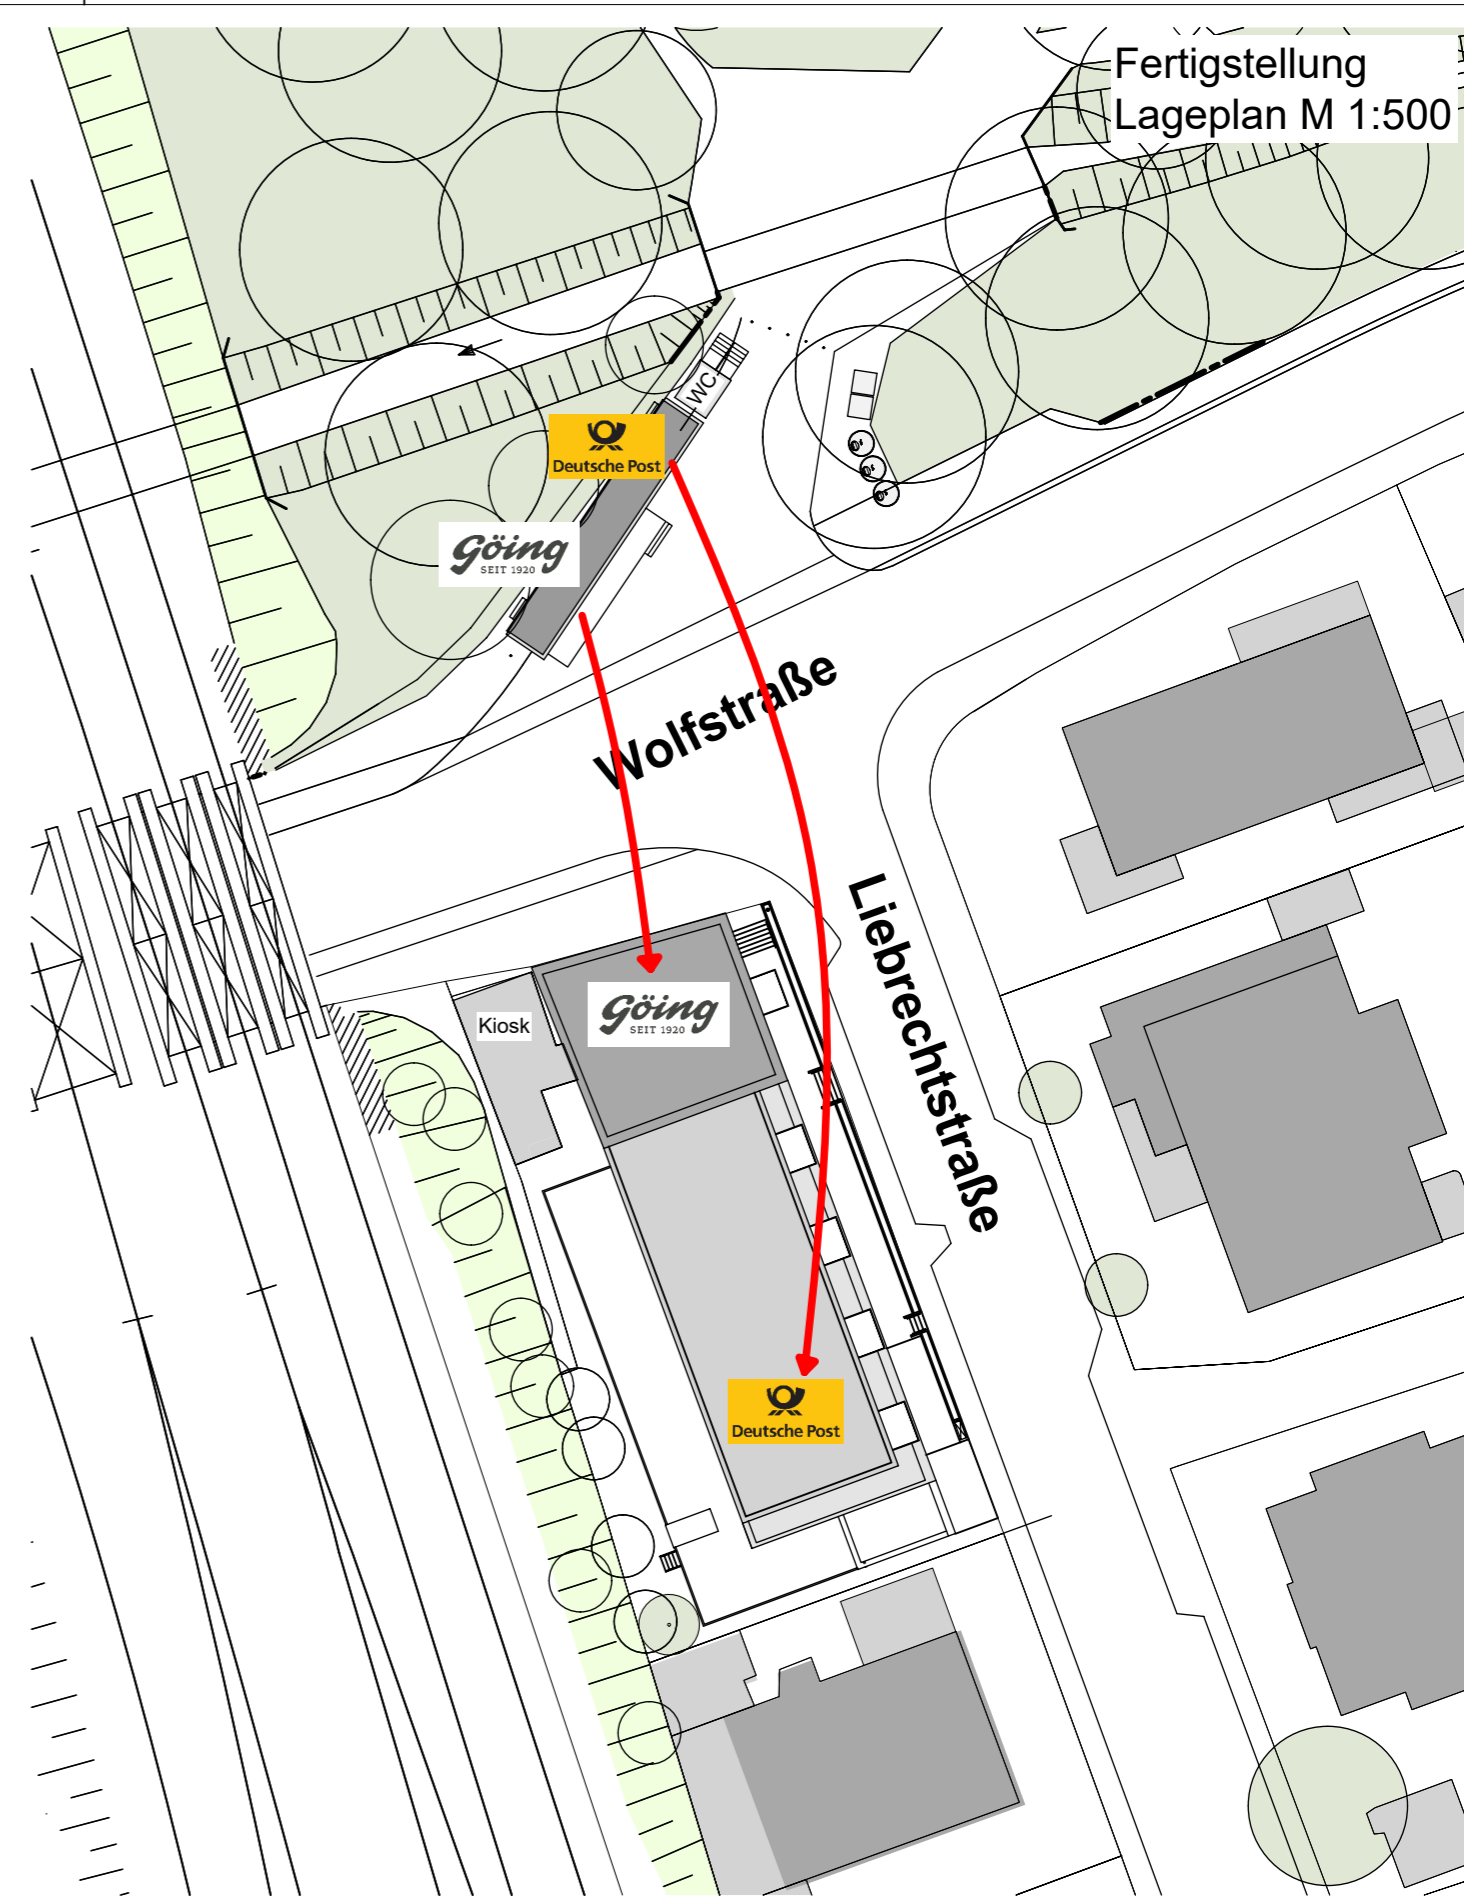 Fertigstellung
Lageplan M 1:500
WC
Deutsche Post
Göing
SEIT 1920
Wolfstraße
Liebrechtstraße
Kiosk
Göing
SEIT 1920
Deutsche Post